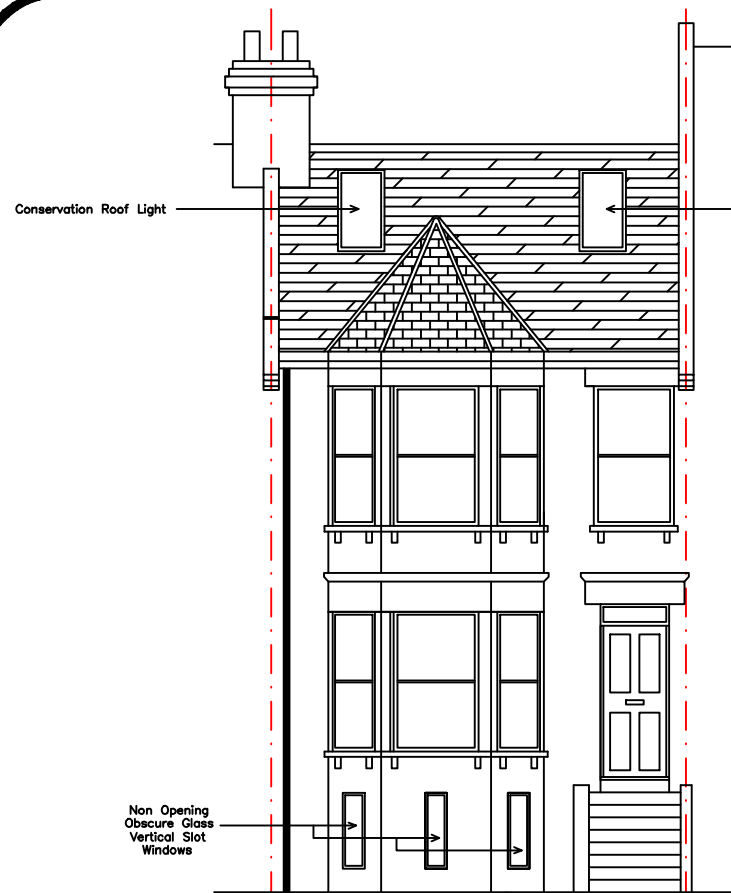 Conservation Roof Light
Non Opening
Obscure Glass
Vertical Slot
Windows